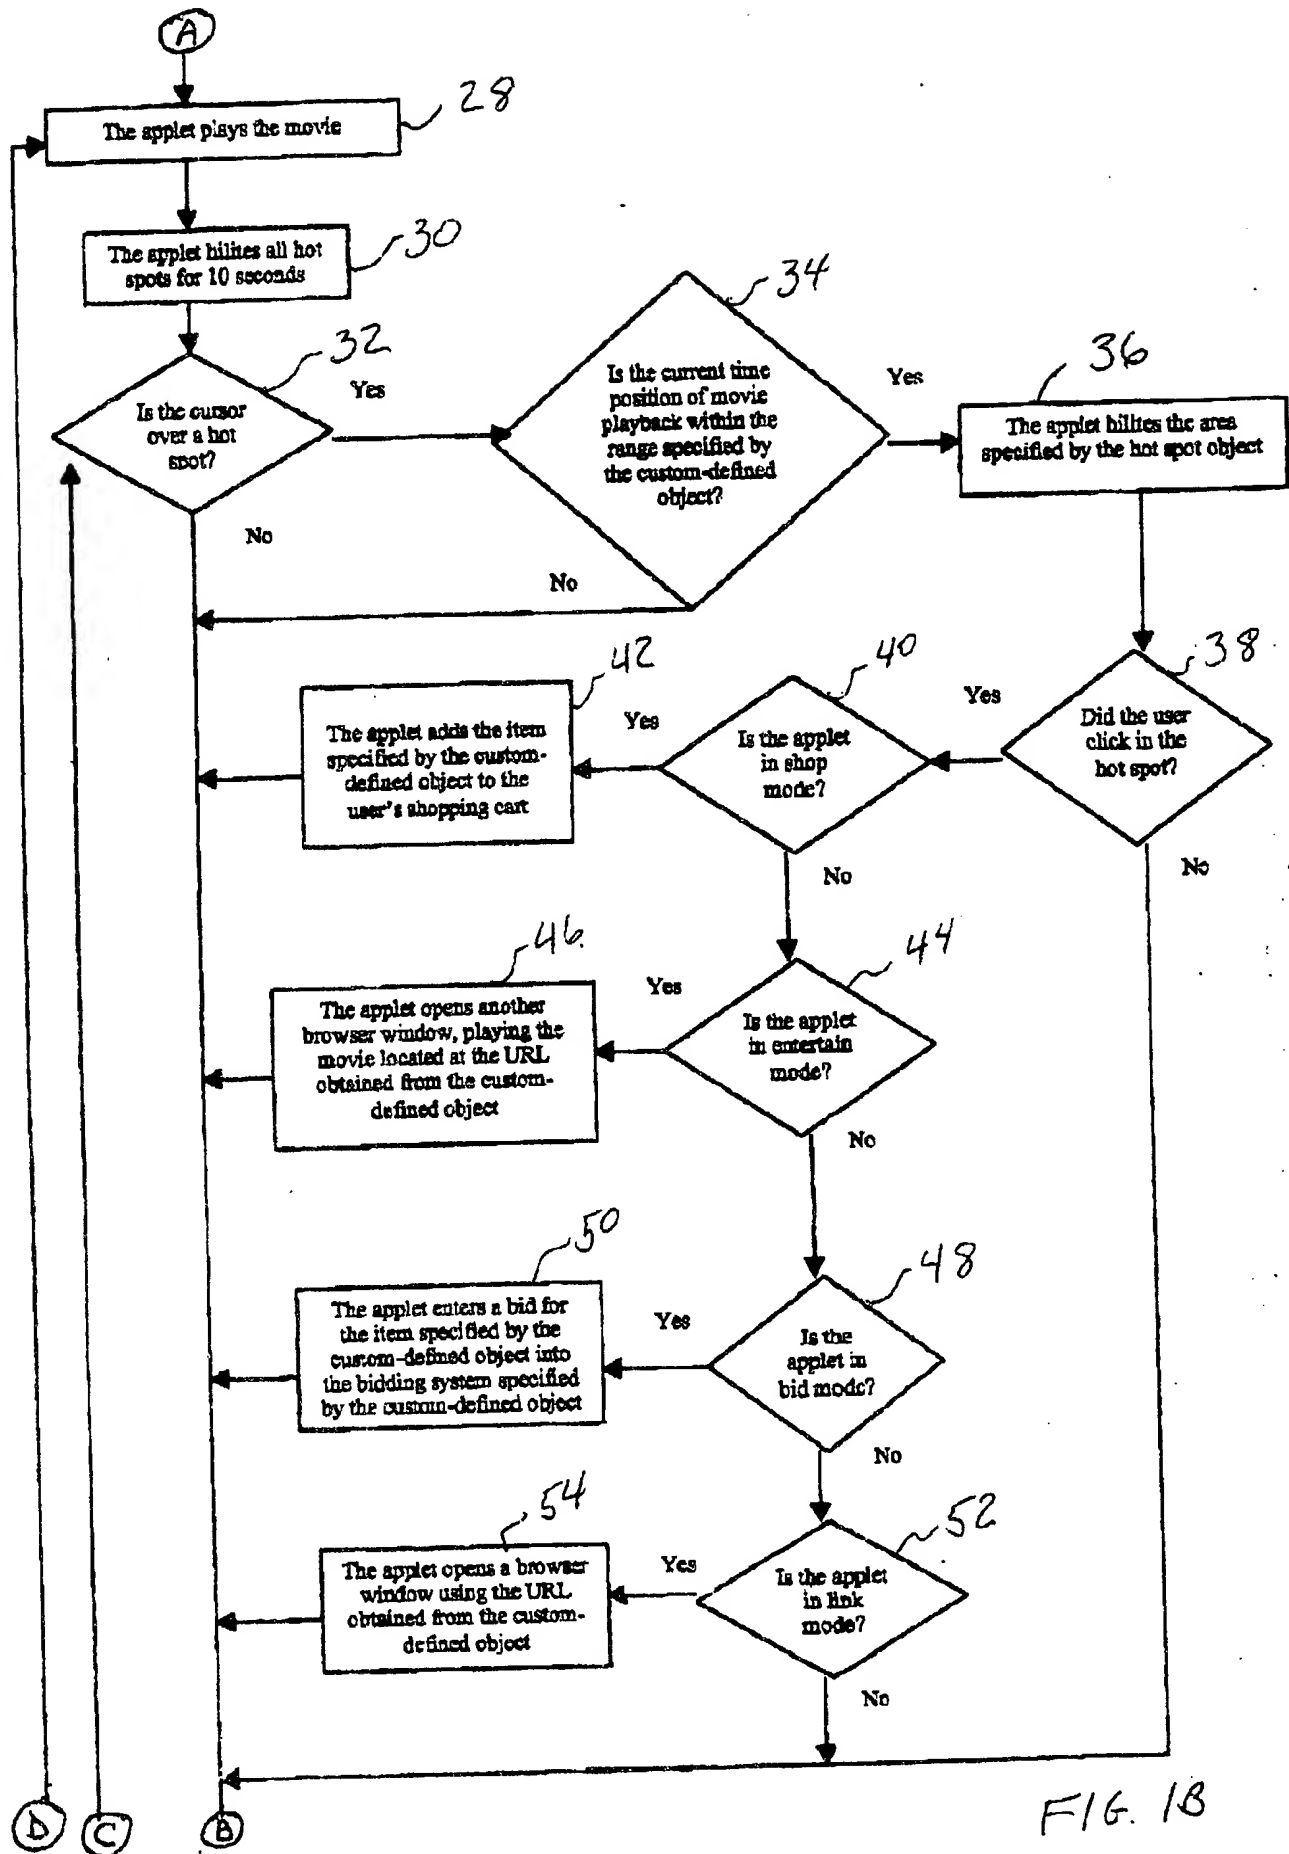 A
The applet plays the movie
28
The applet hilites all hot
spots for 10 seconds
30
Is the cursor
over a hot
spot?
32
Yes
No
Is the current time
position of movie
playback within the
range specified by
the custom-defined
object?
34
Yes
No
The applet hilites the area
specified by the hot spot object
36
Did the user
click in the
hot spot?
38
Yes
No
Is the applet
in shop
mode?
40
Yes
No
The applet adds the item
specified by the custom-
defined object to the
user's shopping cart
42
Is the applet
in entertain
mode?
44
Yes
No
The applet opens another
browser window, playing the
movie located at the URL
obtained from the custom-
defined object
46
Is the
applet in
bid mode?
48
Yes
No
The applet enters a bid for
the item specified by the
custom-defined object into
the bidding system specified
by the custom-defined object
50
Is the applet
in link
mode?
52
Yes
No
The applet opens a browser
window using the URL
obtained from the custom-
defined object
54
D
C
B
FIG. 1B